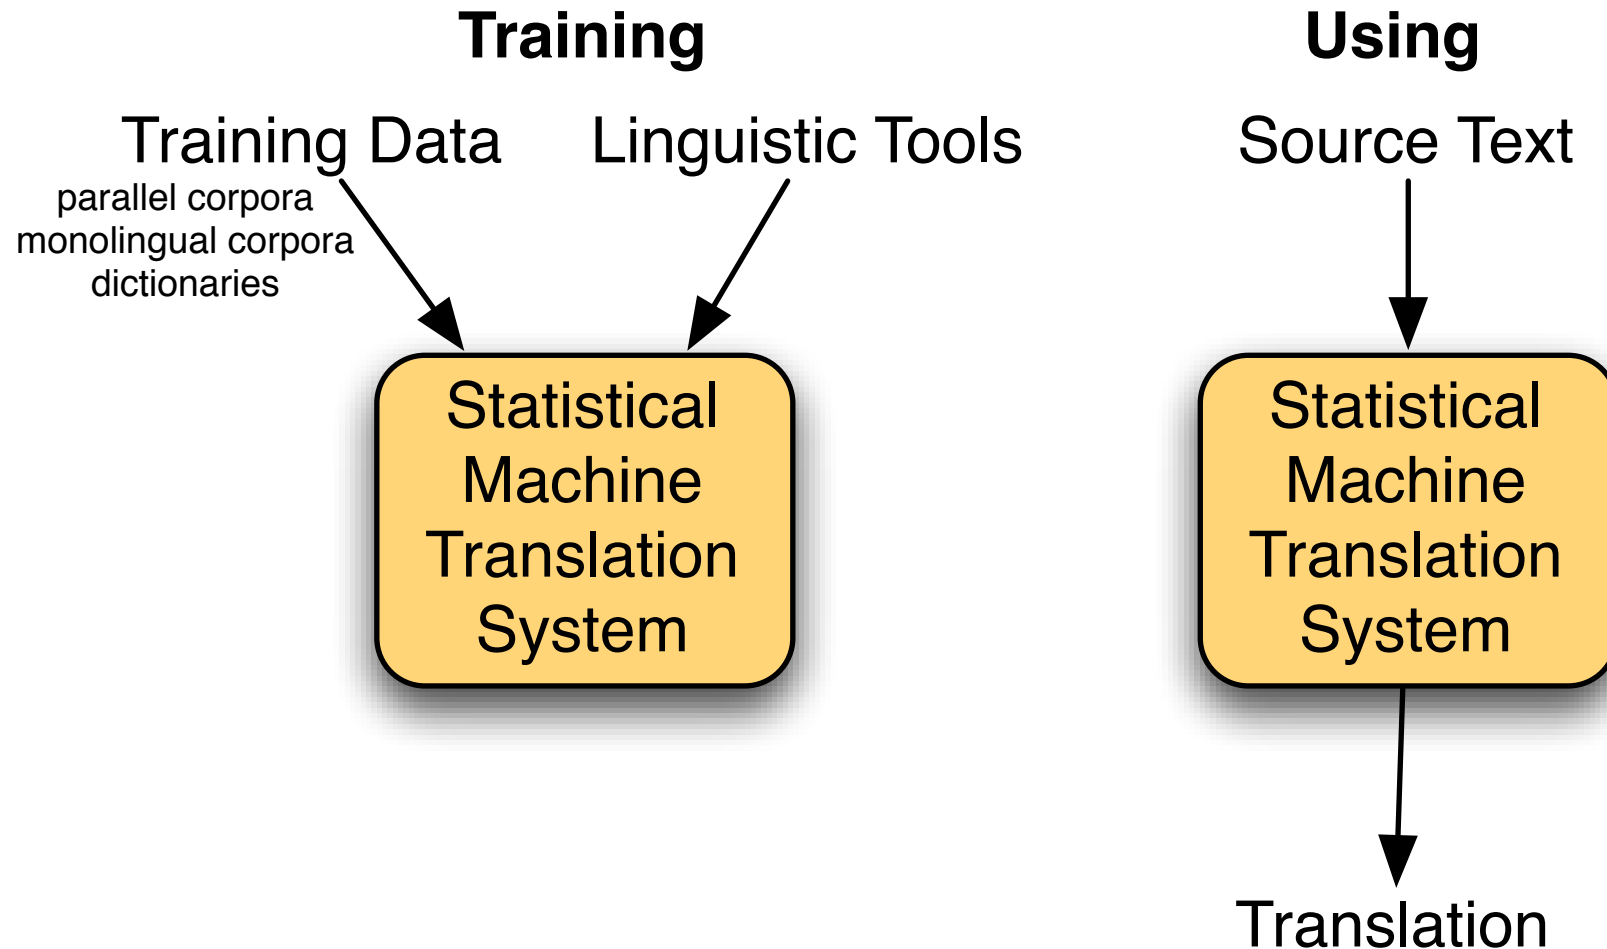 Training
Training Data
parallel corpora
monolingual corpora
dictionaries
Linguistic Tools
Statistical
Machine
Translation
System
Using
Source Text
Statistical
Machine
Translation
System
Translation